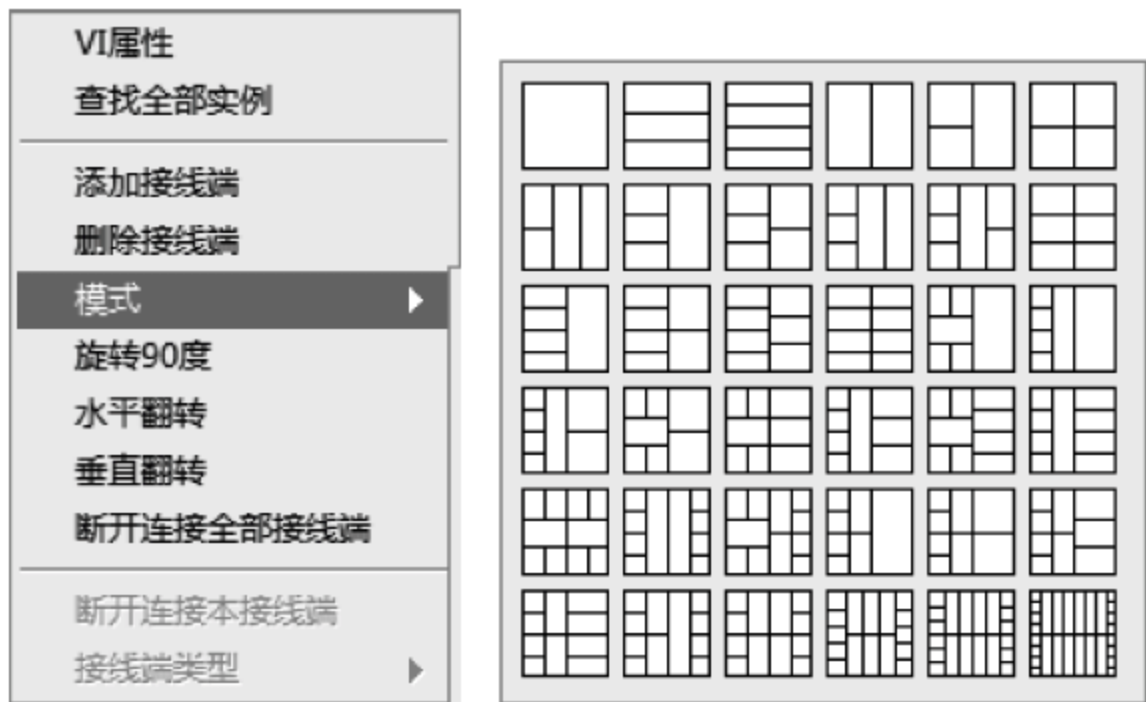 VI属性
查找全部实例
添加接线端
删除接线端
模式
旋转90度
水平翻转
垂直翻转
断开连接全部接线端
断开连接本接线端
接线端类型